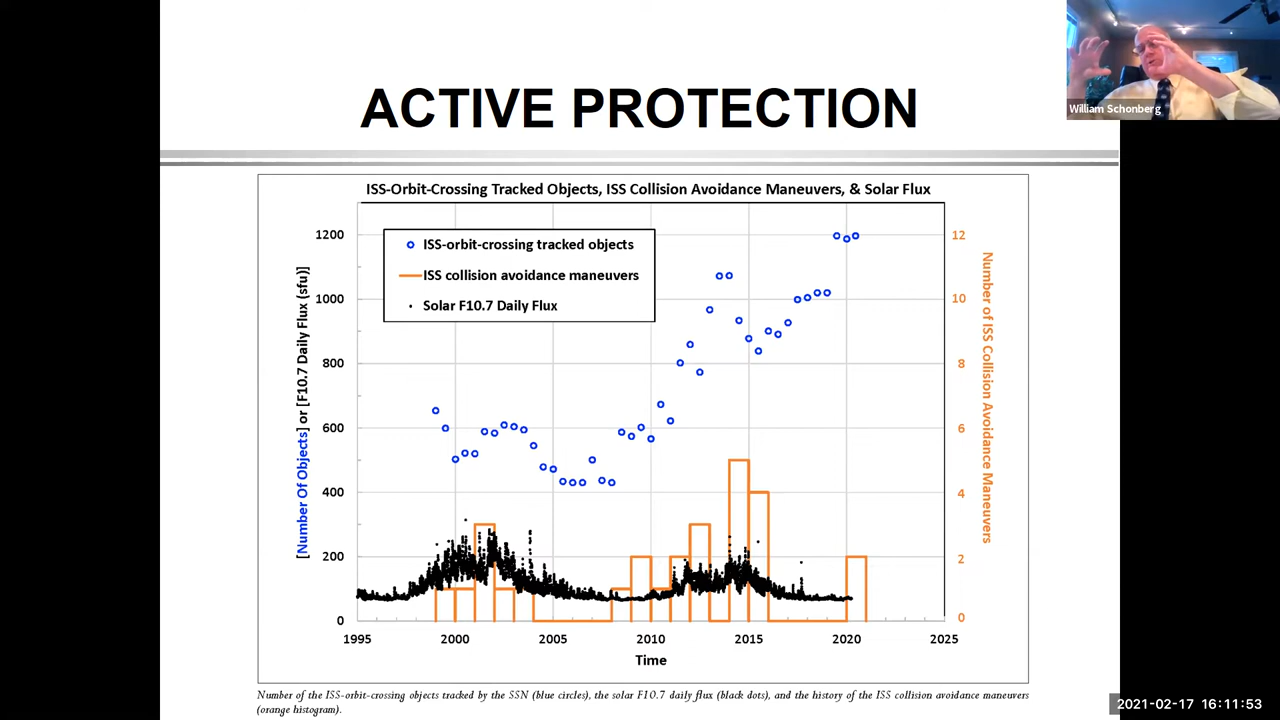 ACTIVE PROTECTION
William Schonberg
ISS-Orbit-Crossing Tracked Objects, ISS Collision Avoidance Maneuvers, & Solar Flux
ISS-orbit-crossing tracked objects
ISS collision avoidance maneuvers
Solar F10.7 Daily Flux
[Number Of Objects] or [F10.7 Daily Flux (sfu)]
1200
1000
800
600
400
200
0
12
10
8
6
4
2
0
Number of ISS Collision Avoidance Maneuvers
1995 2000 2005 2010 2015 2020 2025
Time
Number of the ISS-orbit-crossing objects tracked by the SSN (blue circles), the solar F10.7 daily flux (black dots), and the history of the ISS collision avoidance maneuvers
(orange histogram).
2021-02-17 16:11:53